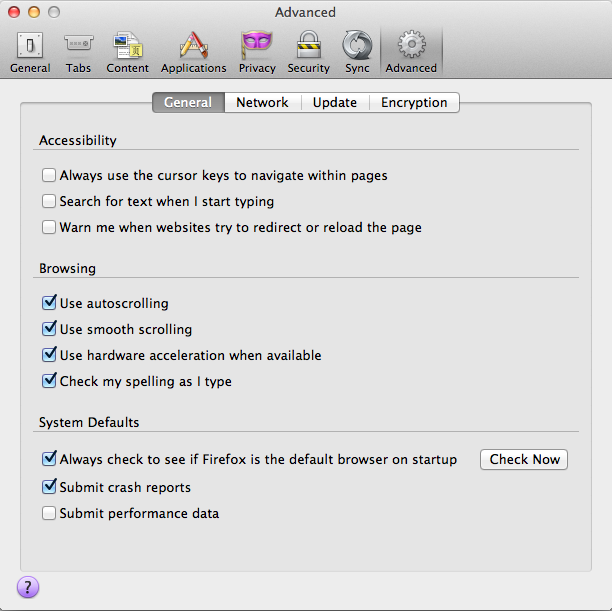 Advanced
General Tabs Content Applications Privacy Security Sync Advanced
General Network Update Encryption
Accessibility
Always use the cursor keys to navigate within pages
Search for text when I start typing
Warn me when websites try to redirect or reload the page
Browsing
Use autoscrolling
Use smooth scrolling
Use hardware acceleration when available
Check my spelling as I type
System Defaults
Always check to see if Firefox is the default browser on startup Check Now
Submit crash reports
Submit performance data
?